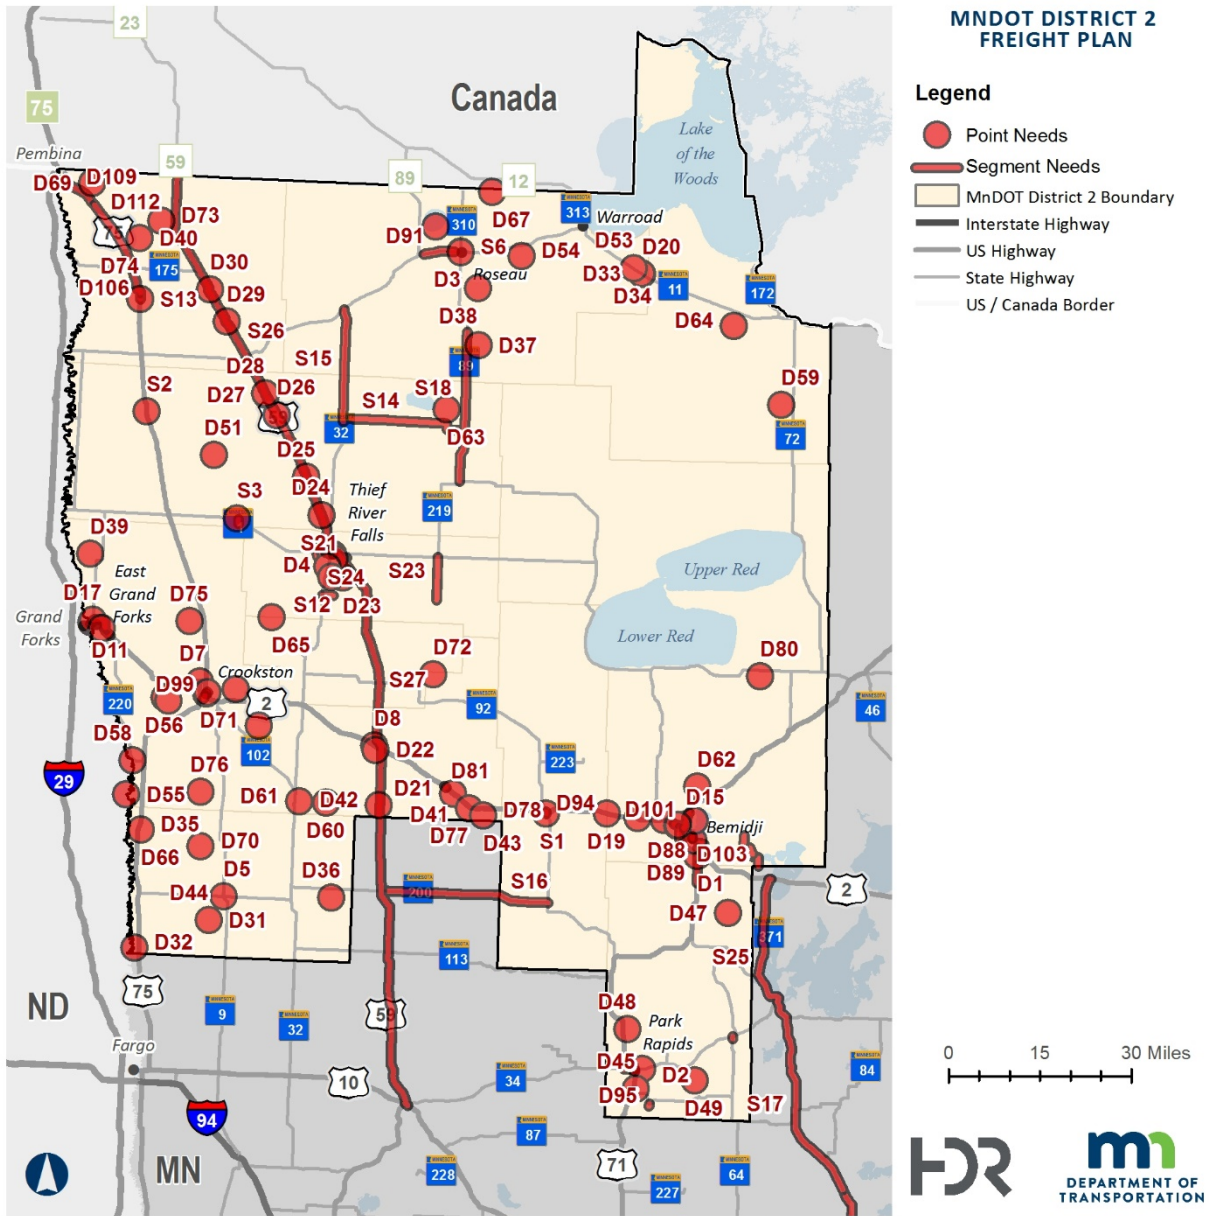 MNDOT DISTRICT 2
FREIGHT PLAN
Legend
Point Needs
Segment Needs
MnDOT District 2 Boundary
Interstate Highway
US Highway
State Highway
US / Canada Border
23
75
Canada
Lake
of the
Woods
Pembina
59
89
12
D69
D109
D112
D73
75
D40
D74
175
D106
S13
D30
D29
S26
D91
310
D67
313
Warroad
S6
D54
D53
D20
D3
Roseau
D33
D34
11
172
D64
D38
D37
89
S15
S2
D28
D27
D26
59
S14
S18
32
D63
D59
72
D51
D25
S3
D24
Thief
River
Falls
219
D39
S21
D4
S24
S23
Upper Red
East
Grand
Forks
D17
Grand
Forks
D11
D75
S12
D23
D65
Lower Red
D80
D7
Crookston
D99
D72
S27
220
D56
D71
2
92
46
D58
102
D8
D22
223
D62
29
D76
D81
D55
D61
D42
D21
D41
D78
D94
D101
D15
D60
D77
D43
S1
D19
Bemidji
D35
D66
D70
D88
D103
D89
D5
D36
D1
2
D44
200
S16
D31
D47
371
D32
S25
113
75
ND
9
32
59
D48
Park
Rapids
Fargo
10
34
D45
D2
84
D95
D49
S17
94
87
MN
228
71
64
227
0
15
30 Miles
HDR
mn
DEPARTMENT OF
TRANSPORTATION